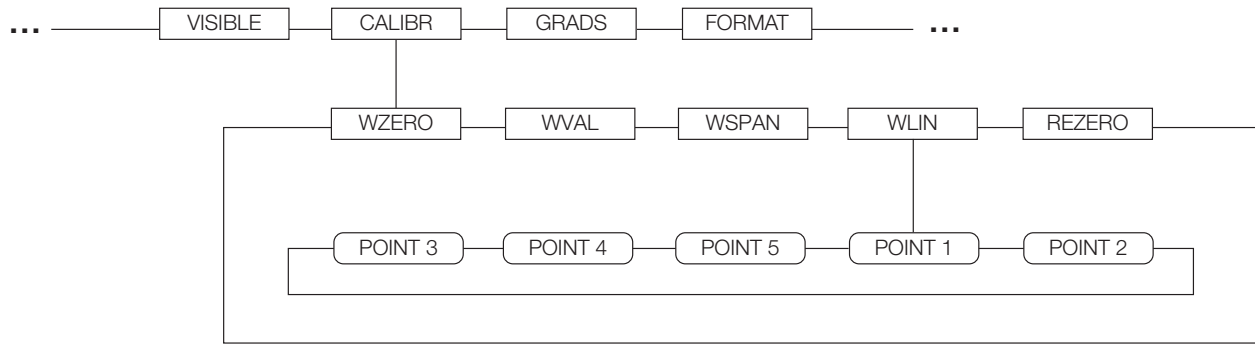 ... VISIBLE CALIBR GRADS FORMAT ...
WZERO WVAL WSPAN WLIN REZERO
POINT 3 POINT 4 POINT 5 POINT 1 POINT 2